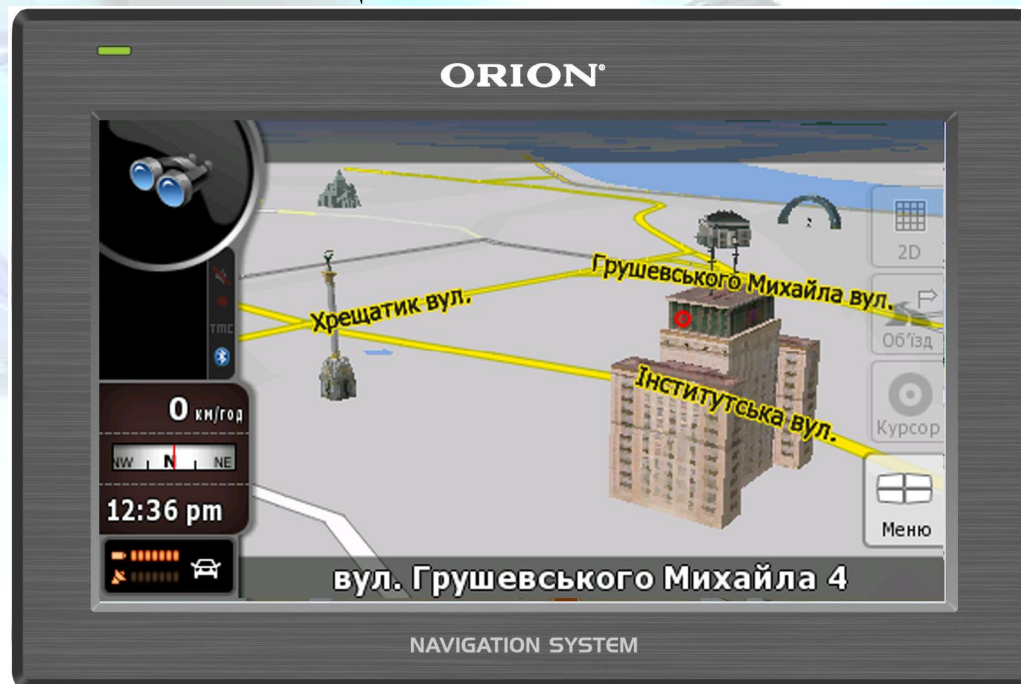 ORION
2D
Грушевського Михайла вул.
Хрещатик вул.
Об'їзд
TMC
Інститутська вул.
Курсор
0 км/год
NW N NE
12:36 pm
Меню
вул. Грушевського Михайла 4
NAVIGATION SYSTEM